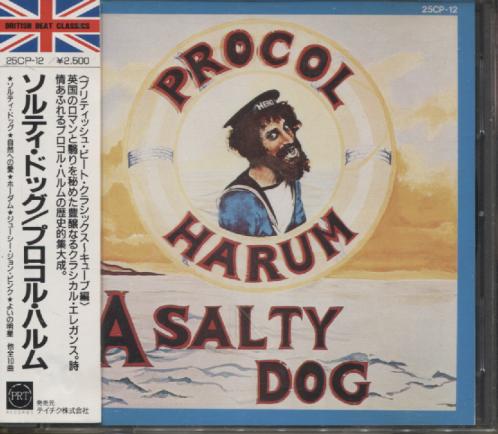 BRITISH BEAT CLASSICS
25CP-12/¥2,500
ソルティ・ドッグ/プロコル・ハルム
〈ブリティッシュ・ビート・クラシックス−キューブ編〉
英国のロマンと翳りを秘めた豊醸なるクラシカル・エレガンス。詩
情あふれるプロコル・ハルムの歴史的集大成。
★ソルティ・ドッグ★自然への愛★ホーダム★ジューシー・ジョン・ピンク★よいの明星 他全10曲
PRT
RECORDS
発売元
テイチク株式会社
25CP-12
PROCOL
HERO
HARUM
A SALTY
DOG